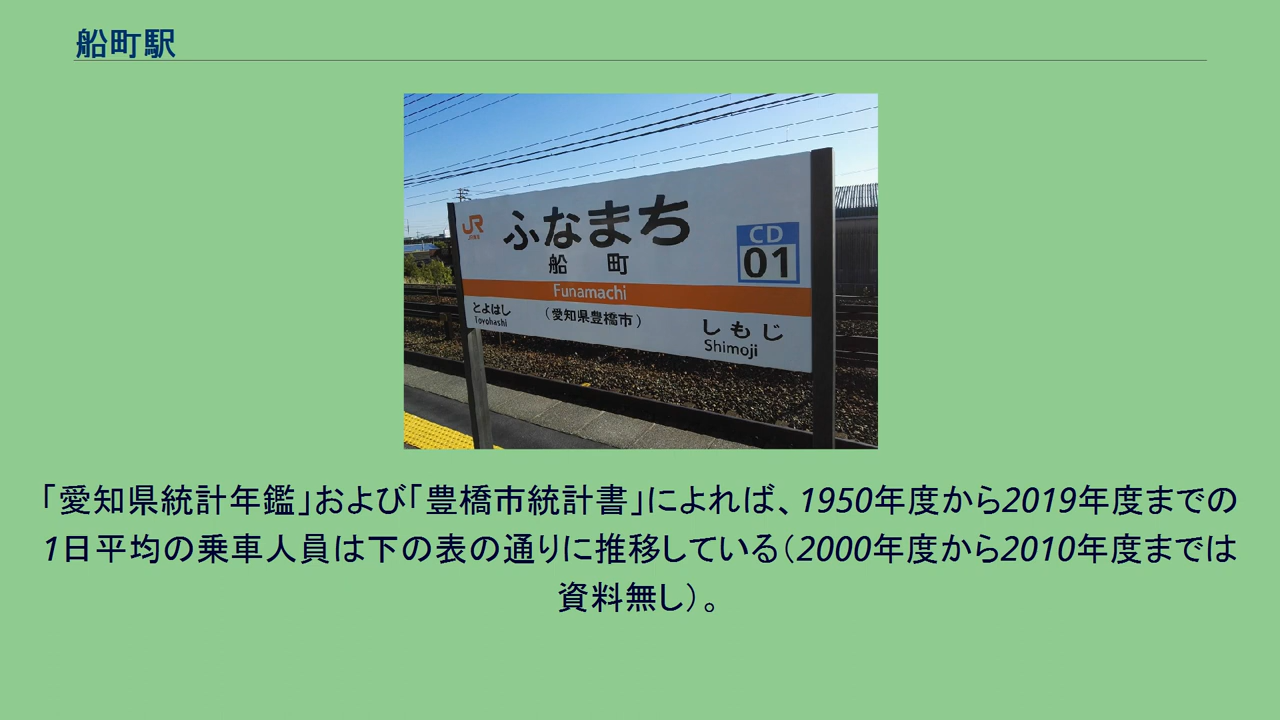 船町駅
JR
ふなまち
CD
01
船 町
Funamachi
とよはし
Toyohashi
(愛知県豊橋市)
しもじ
Shimoji
「愛知県統計年鑑」および「豊橋市統計書」によれば、1950年度から2019年度までの
1日平均の乗車人員は下の表の通りに推移している(2000年度から2010年度までは
資料無し)。